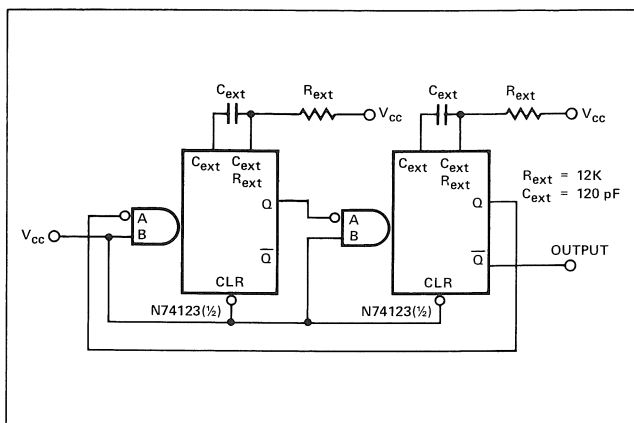 Cext Rext Cext Rext
Vcc Vcc
Cext Cext Rext Cext Cext Rext
Rext = 12K
Cext = 120 pF
A Q A Q
B B
Vcc
Q Q OUTPUT
CLR CLR
N74123(½) N74123(½)